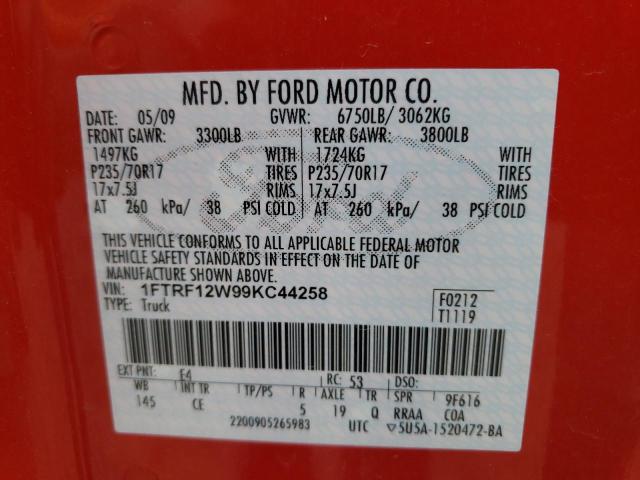 MFD. BY FORD MOTOR CO.
DATE: 05/09 GVWR: 6750LB/ 3062KG
FRONT GAWR: 3300LB REAR GAWR: 3800LB
1497KG WITH 1724KG WITH
P235/70R17 TIRES P235/70R17 TIRES
17x7.5J RIMS 17x7.5J RIMS
AT 260 kPa/ 38 PSI COLD AT 260 kPa/ 38 PSI COLD
THIS VEHICLE CONFORMS TO ALL APPLICABLE FEDERAL MOTOR
VEHICLE SAFETY STANDARDS IN EFFECT ON THE DATE OF
MANUFACTURE SHOWN ABOVE.
VIN: 1FTRF12W99KC44258 F0212
TYPE: Truck T1119
EXT PNT: E4 RC: 53 DSO:
WB INT TR TP/PS R AXLE TR SPR 9F616
145 CE 5 19 Q RRAA COA
2200905265983 UTC ▽5U5A-1520472-BA